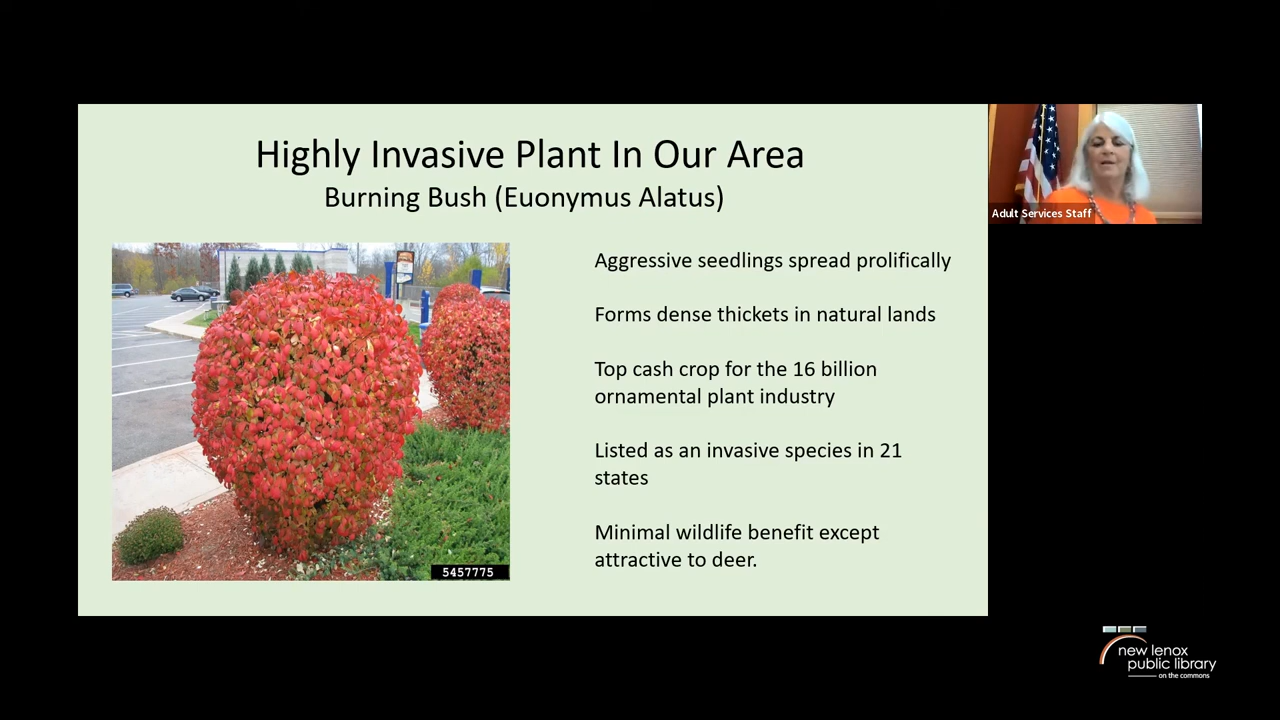 Highly Invasive Plant In Our Area
Burning Bush (Euonymus Alatus)
Aggressive seedlings spread prolifically
Forms dense thickets in natural lands
Top cash crop for the 16 billion
ornamental plant industry
Listed as an invasive species in 21
states
Minimal wildlife benefit except
attractive to deer.
5457775
Adult Services Staff
new lenox
public library
on the commons